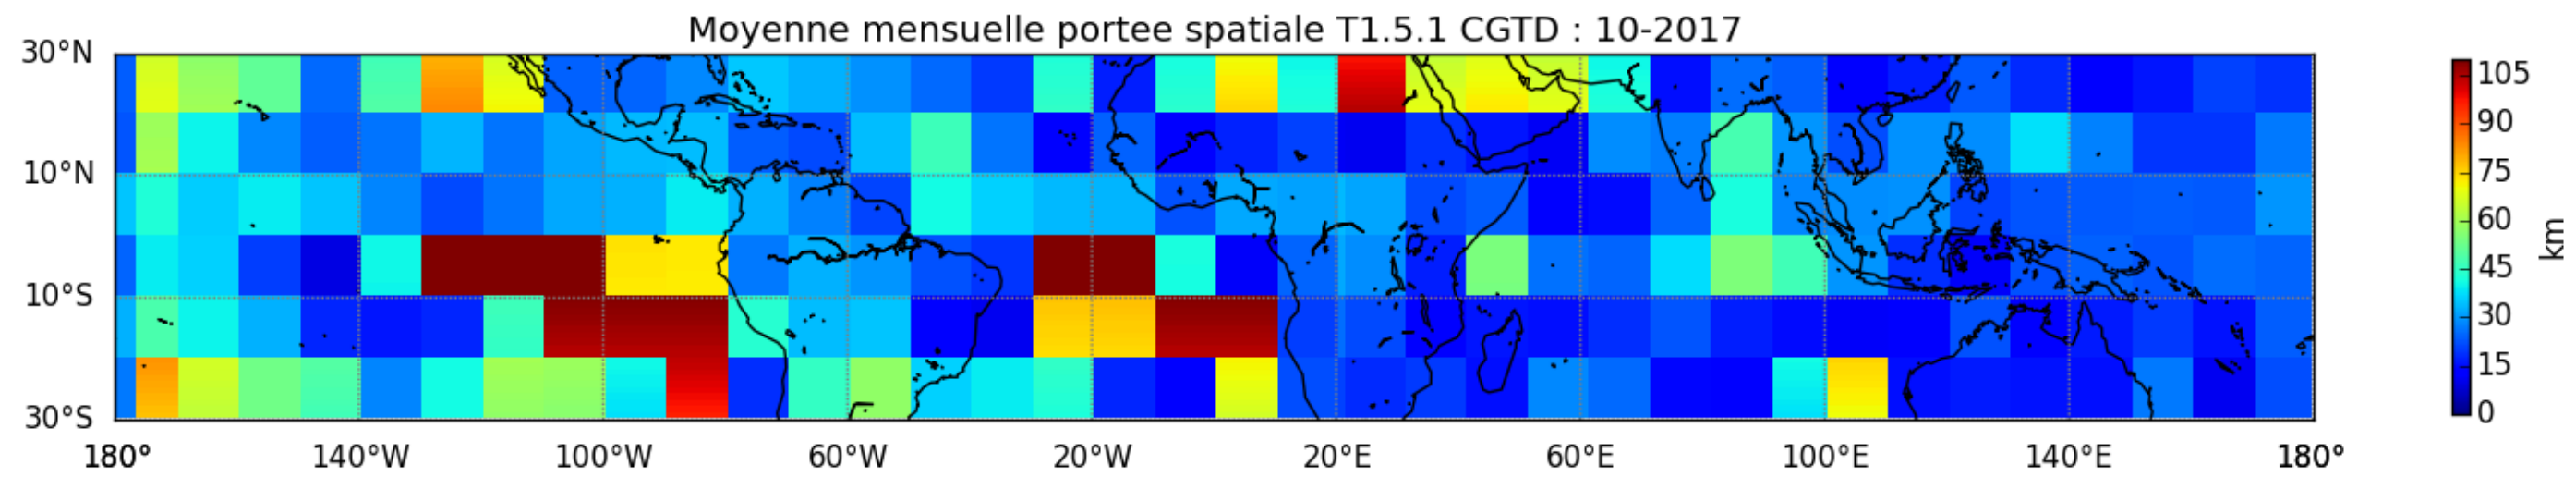 Moyenne mensuelle portee spatiale T1.5.1 CGTD : 10-2017
30°N
10°N
10°S
30°S
180° 140°W 100°W 60°W 20°W 20°E 60°E 100°E 140°E 180°
105
90
75
60
45
30
15
0
km